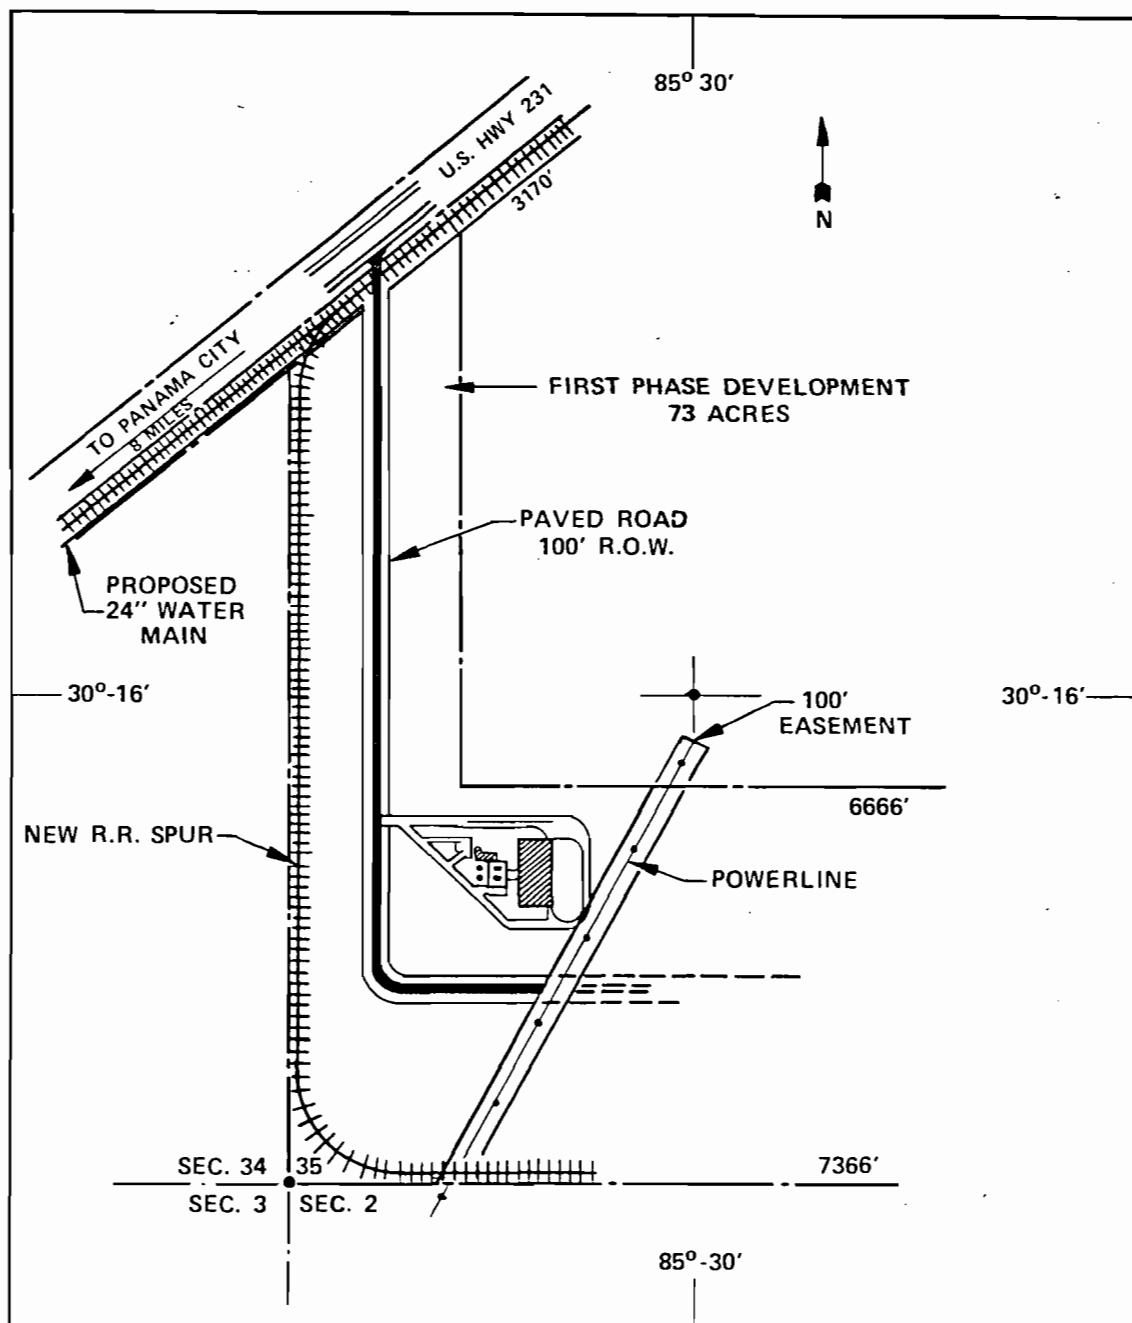 85° 30'
U.S. HWY 231
3170'
N
TO PANAMA CITY
8 MILES
FIRST PHASE DEVELOPMENT
73 ACRES
PAVED ROAD
100' R.O.W.
PROPOSED
24" WATER
MAIN
30°-16'
30°-16'
100'
EASEMENT
6666'
NEW R.R. SPUR
POWERLINE
SEC. 34
35
7366'
SEC. 3
SEC. 2
85°-30'